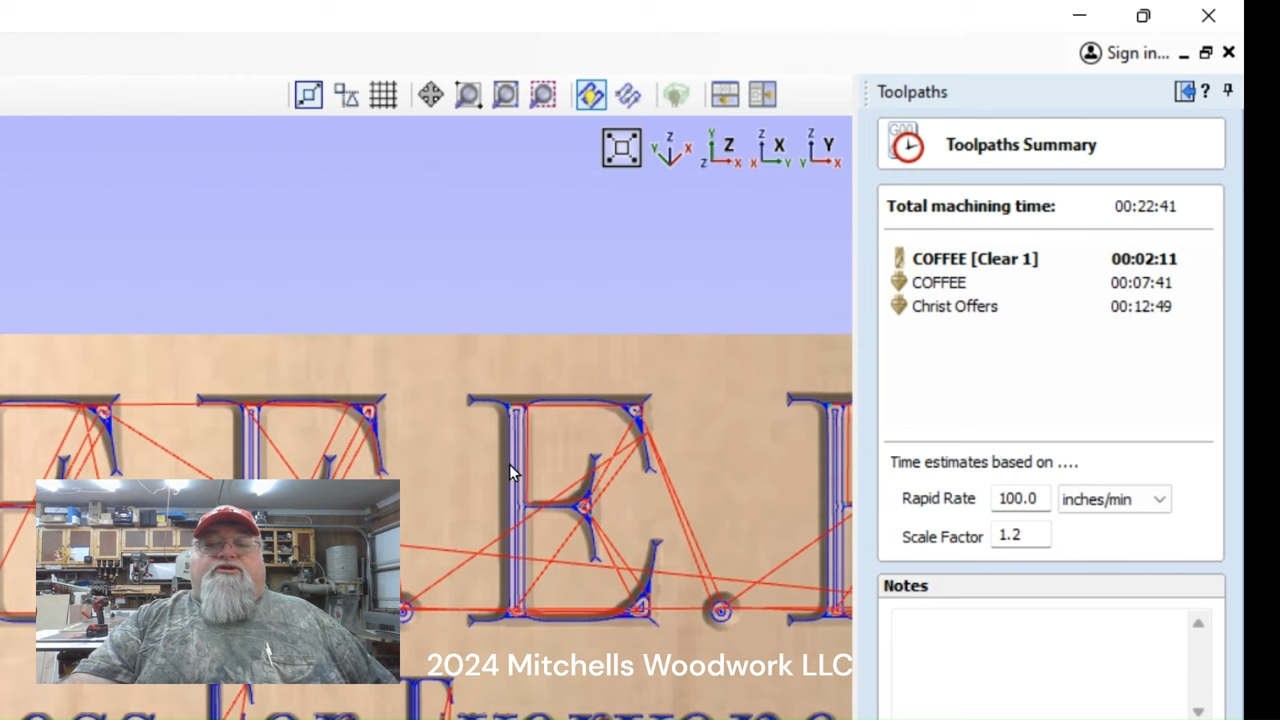 Sign in...
Toolpaths
Toolpaths Summary
Total machining time: 00:22:41
COFFEE [Clear 1] 00:02:11
COFFEE 00:07:41
Christ Offers 00:12:49
Time estimates based on ....
Rapid Rate 100.0 inches/min
Scale Factor 1.2
Notes
Z Y X
Y Z Z X
Z X X Y
Z Y Y X
E
2024 Mitchells Woodwork LLC
Everyone